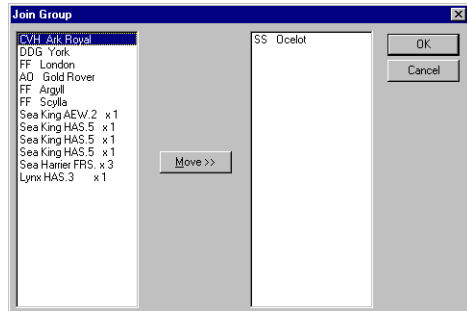 Join Group
CVH Ark Royal
DDG York
FF London
AO Gold Rover
FF Argyll
FF Scylla
Sea King AEW.2 x 1
Sea King HAS.5 x 1
Sea King HAS.5 x 1
Sea King HAS.5 x 1
Sea Harrier FRS. x 3
Lynx HAS.3 x 1
Move >>
SS Ocelot
OK
Cancel